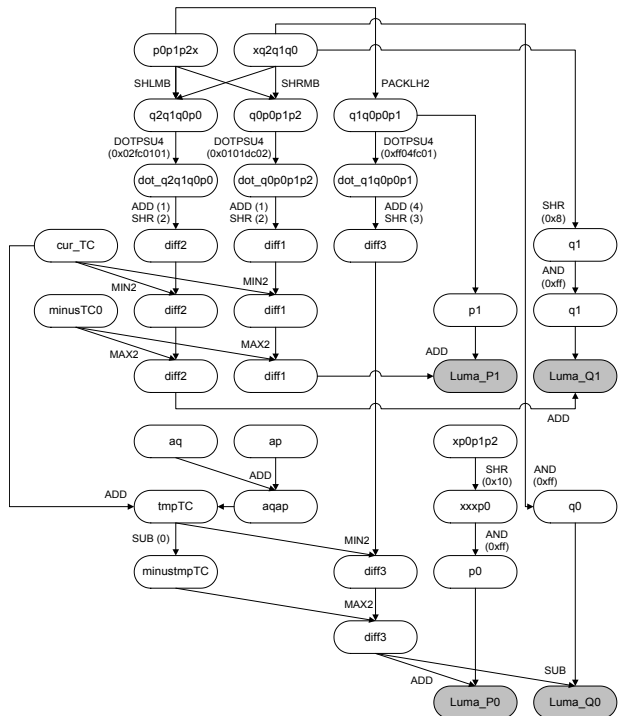 p0p1p2x
xq2q1q0
SHLMB
SHRMB
PACKLH2
q2q1q0p0
q0p0p1p2
q1q0p0p1
DOTPSU4
(0x02fc0101)
DOTPSU4
(0x0101dc02)
DOTPSU4
(0xff04fc01)
dot_q2q1q0p0
dot_q0p0p1p2
dot_q1q0p0p1
ADD (1)
SHR (2)
ADD (1)
SHR (2)
ADD (4)
SHR (3)
SHR
(0x8)
cur_TC
diff2
diff1
diff3
q1
MIN2
MIN2
AND
(0xff)
minusTC0
diff2
diff1
p1
q1
MAX2
MAX2
ADD
diff2
diff1
Luma_P1
Luma_Q1
ADD
aq
ap
xp0p1p2
ADD
SHR
(0x10)
AND
(0xff)
ADD
tmpTC
aqap
xxxp0
q0
SUB (0)
MIN2
AND
(0xff)
minustmpTC
diff3
p0
MAX2
diff3
ADD
SUB
Luma_P0
Luma_Q0